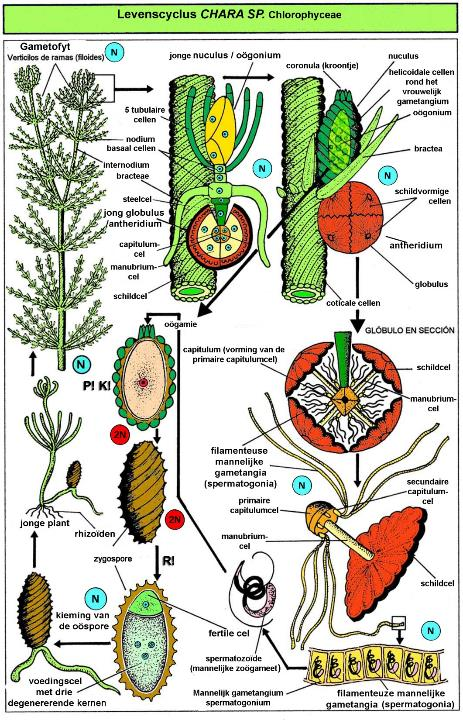 Levenscyclus CHARA SP. Chlorophyceae
Gametofyt
Verticilos de ramas (filoides)
N
jonge nuculus / oögonium
coronula (kroontje)
nuculus
helicoidale cellen
rond het
vrouwelijk
gametangium
oögonium
5 tubulaire
cellen
nodium
basaal cellen
internodium
bracteae
steelcel
N
bractea
N
schildvormige
cellen
jong globulus
/antheridium
antheridium
capitulum-
cel
manubrium-
cel
globulus
schildcel
coticale cellen
oögamie
GLÓBULO EN SECCIÓN
capitulum (vorming van de
primaire capitulumcel)
schildcel
N
P! K!
manubrium-
cel
2N
filamenteuse
mannelijke
gametangia
(spermatogonia)
N
secundaire
capitulum-
cel
primaire
capitulumcel
2N
jonge plant
rhizoïden
manubrium-
cel
zygospore
R!
schildcel
N
kieming van
de oöspore
fertiele cel
N
spermatozoïde
(mannelijke zoögameet)
voedingscel
met drie
degenererende kernen
Mannelijk gametangium
spermatogonium
filamenteuze mannelijke
gametangia (spermatogonia)